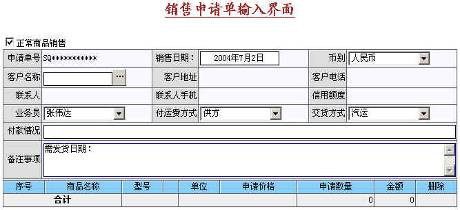 销售申请单输入界面
正常商品销售
申请单号 SQ*********** 销售日期: 2004年7月2日 币别 人民币
客户名称 ... 客户地址 客户电话
联系人 联系人手机 信用额度
业务员 张伟达 付运费方式 供方 交货方式 汽运
付款情况
备注事项 需发货日期:
序号 商品名称 型号 单位 申请价格 申请数量 金额 删除
合计 0 0